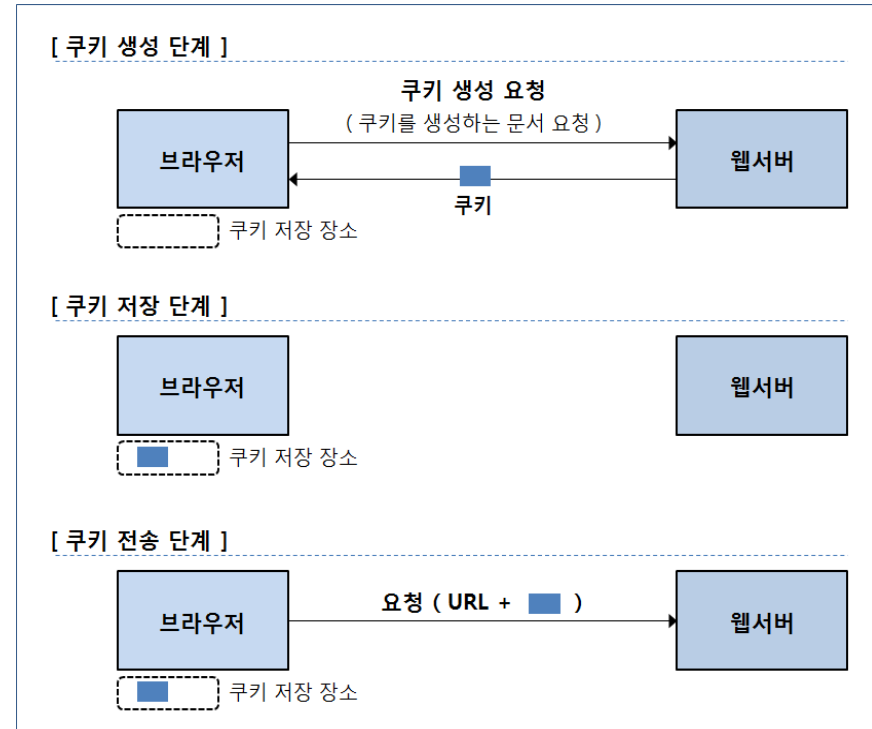 [ 쿠키 생성 단계 ]
쿠키 생성 요청
( 쿠키를 생성하는 문서 요청 )
브라우저
웹서버
쿠키
쿠키 저장 장소
[ 쿠키 저장 단계 ]
브라우저
웹서버
쿠키 저장 장소
[ 쿠키 전송 단계 ]
요청 ( URL + )
브라우저
웹서버
쿠키 저장 장소